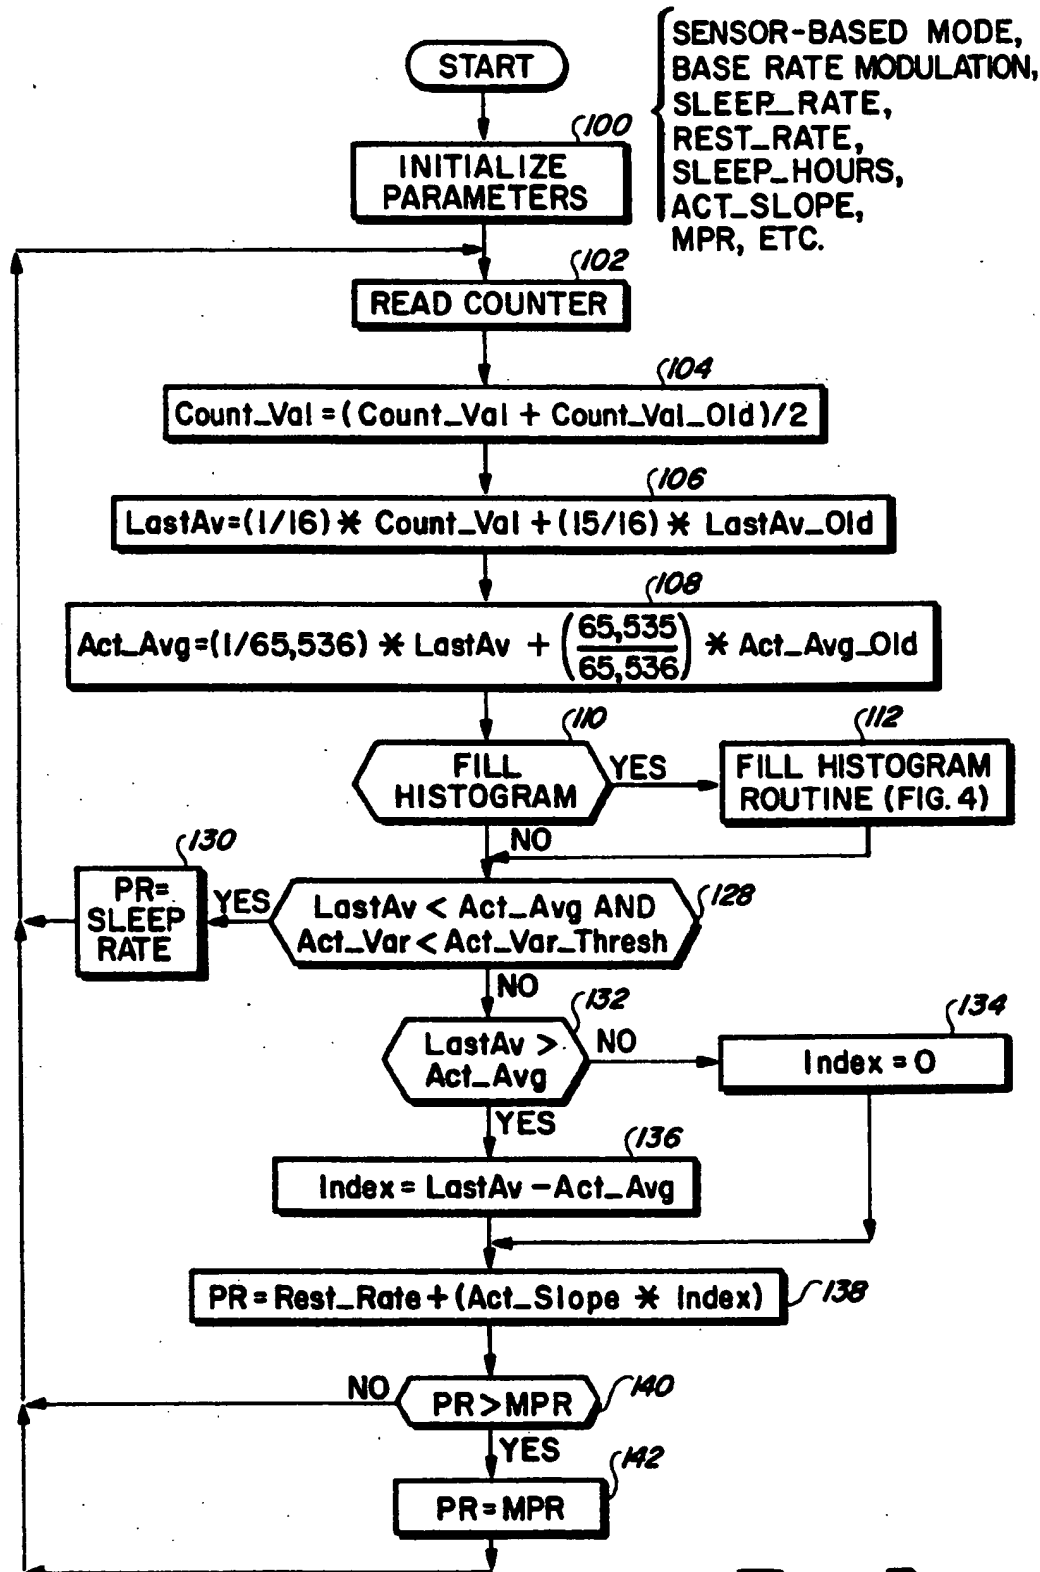 START
SENSOR-BASED MODE,
BASE RATE MODULATION,
SLEEP_RATE,
REST_RATE,
SLEEP_HOURS,
ACT_SLOPE,
MPR, ETC.
100
INITIALIZE
PARAMETERS
102
READ COUNTER
104
Count_Val = (Count_Val + Count_Val_Old)/2
106
LastAv=(1/16) * Count_Val + (15/16) * LastAv_Old
108
Act_Avg=(1/65,536) * LastAv + (65,535/65,536) * Act_Avg_Old
110
FILL
HISTOGRAM
YES
112
FILL HISTOGRAM
ROUTINE (FIG. 4)
NO
128
LastAv < Act_Avg AND
Act_Var < Act_Var_Thresh
YES
130
PR=
SLEEP
RATE
NO
132
LastAv >
Act_Avg
NO
134
Index = 0
YES
136
Index = LastAv - Act_Avg
PR = Rest_Rate + (Act_Slope * Index)
138
PR > MPR
140
NO
YES
142
PR = MPR